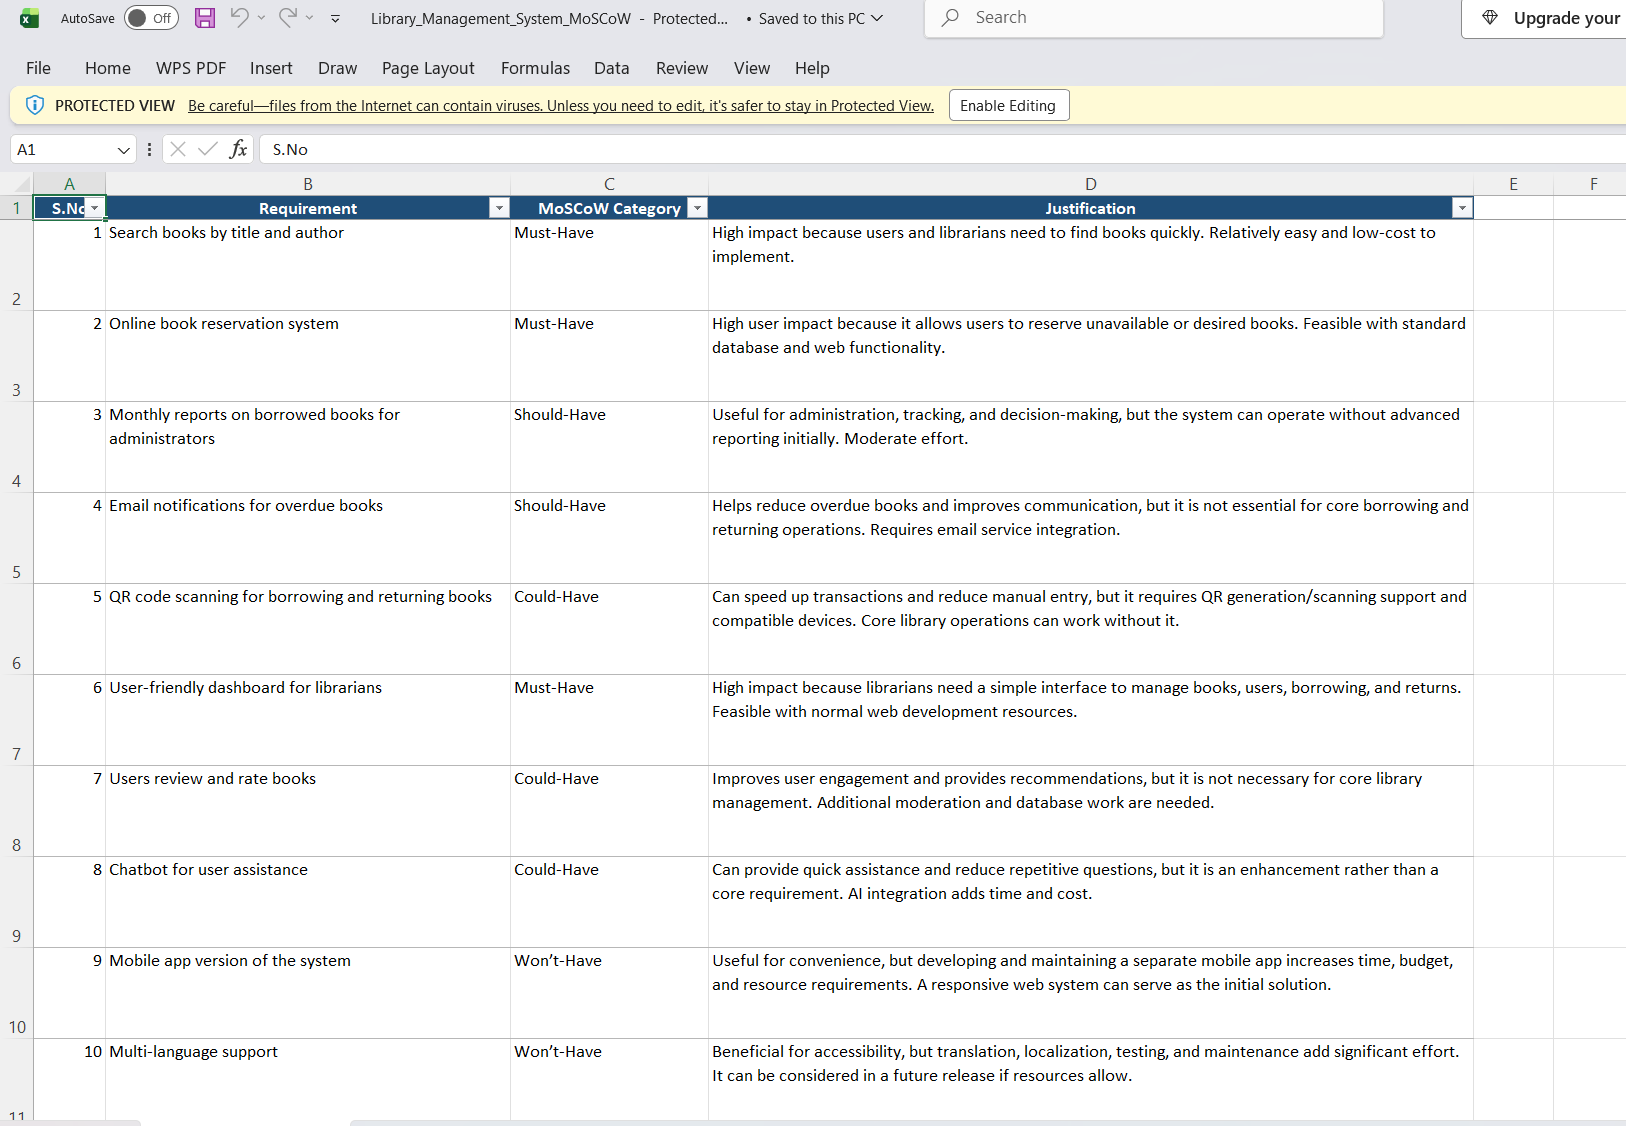 AutoSave Off Library_Management_System_MoSCoW - Protected... • Saved to this PC Search Upgrade your
File Home WPS PDF Insert Draw Page Layout Formulas Data Review View Help
PROTECTED VIEW Be careful—files from the Internet can contain viruses. Unless you need to edit, it's safer to stay in Protected View. Enable Editing
A1 fx S.No
A B C D E F
1 S.No Requirement MoSCoW Category Justification
1 Search books by title and author Must-Have High impact because users and librarians need to find books quickly. Relatively easy and low-cost to
implement.
2
2 Online book reservation system Must-Have High user impact because it allows users to reserve unavailable or desired books. Feasible with standard
database and web functionality.
3
3 Monthly reports on borrowed books for Should-Have Useful for administration, tracking, and decision-making, but the system can operate without advanced
administrators reporting initially. Moderate effort.
4
4 Email notifications for overdue books Should-Have Helps reduce overdue books and improves communication, but it is not essential for core borrowing and
returning operations. Requires email service integration.
5
5 QR code scanning for borrowing and returning books Could-Have Can speed up transactions and reduce manual entry, but it requires QR generation/scanning support and
compatible devices. Core library operations can work without it.
6
6 User-friendly dashboard for librarians Must-Have High impact because librarians need a simple interface to manage books, users, borrowing, and returns.
Feasible with normal web development resources.
7
7 Users review and rate books Could-Have Improves user engagement and provides recommendations, but it is not necessary for core library
management. Additional moderation and database work are needed.
8
8 Chatbot for user assistance Could-Have Can provide quick assistance and reduce repetitive questions, but it is an enhancement rather than a
core requirement. AI integration adds time and cost.
9
9 Mobile app version of the system Won’t-Have Useful for convenience, but developing and maintaining a separate mobile app increases time, budget,
and resource requirements. A responsive web system can serve as the initial solution.
10
10 Multi-language support Won’t-Have Beneficial for accessibility, but translation, localization, testing, and maintenance add significant effort.
It can be considered in a future release if resources allow.
11